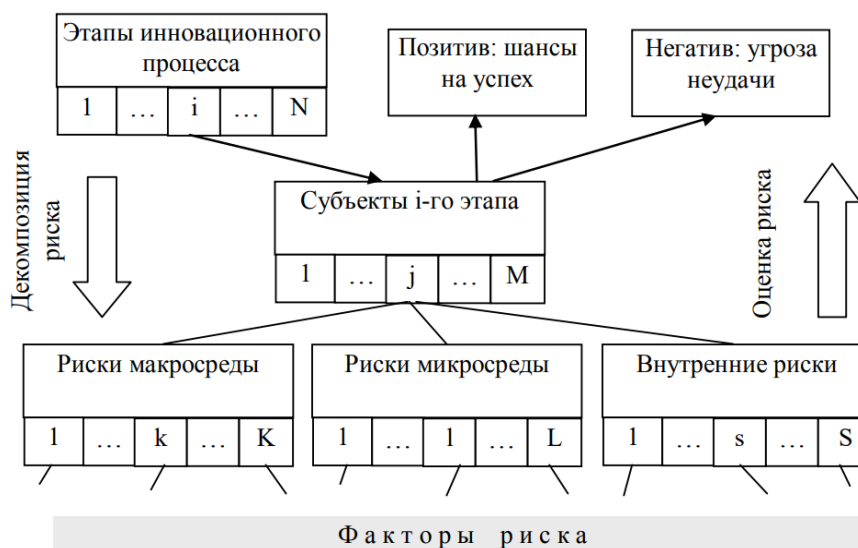 Этапы инновационного
процесса
1 … i … N
Позитив: шансы
на успех
Негатив: угроза
неудачи
Декомпозиция
риска
Субъекты i-го этапа
1 … j … M
Оценка риска
Риски макросреды
1 … k … K
Риски микросреды
1 … l … L
Внутренние риски
1 … s … S
Факторы риска